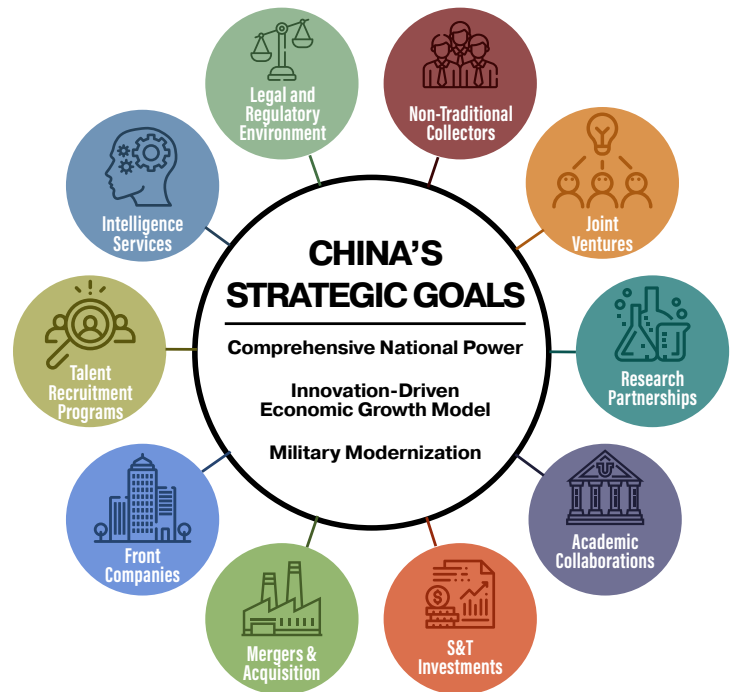 CHINA'S
STRATEGIC GOALS
Comprehensive National Power
Innovation-Driven
Economic Growth Model
Military Modernization
Legal and
Regulatory
Environment
Non-Traditional
Collectors
Joint
Ventures
Research
Partnerships
Academic
Collaborations
S&T
Investments
Mergers &
Acquisition
Front
Companies
Talent
Recruitment
Programs
Intelligence
Services